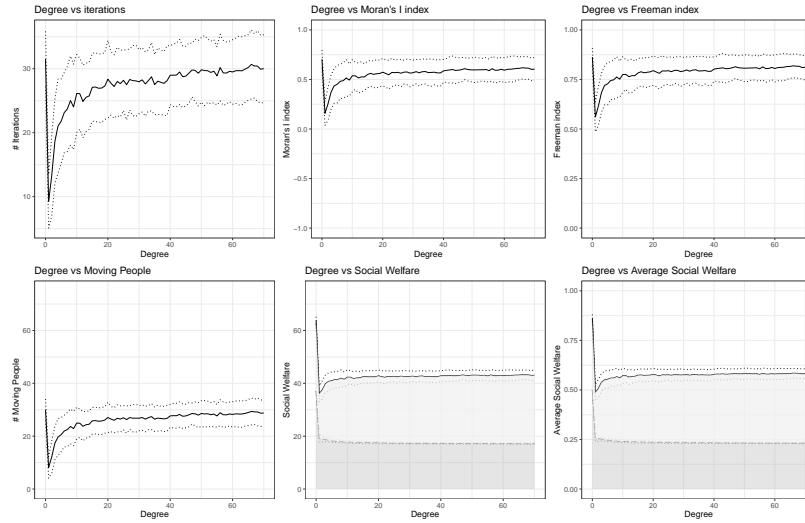 Degree vs iterations
# Iterations
30
20
10
0
20
40
60
Degree
Degree vs Moran's I index
Moran's I index
1.0
0.5
0.0
−0.5
−1.0
0
20
40
60
Degree
Degree vs Freeman index
Freeman index
1.00
0.75
0.50
0.25
0.00
0
20
40
60
Degree
Degree vs Moving People
# Moving People
60
40
20
0
0
20
40
60
Degree
Degree vs Social Welfare
Social Welfare
60
40
20
0
0
20
40
60
Degree
Degree vs Average Social Welfare
Average Social Welfare
1.00
0.75
0.50
0.25
0.00
0
20
40
60
Degree